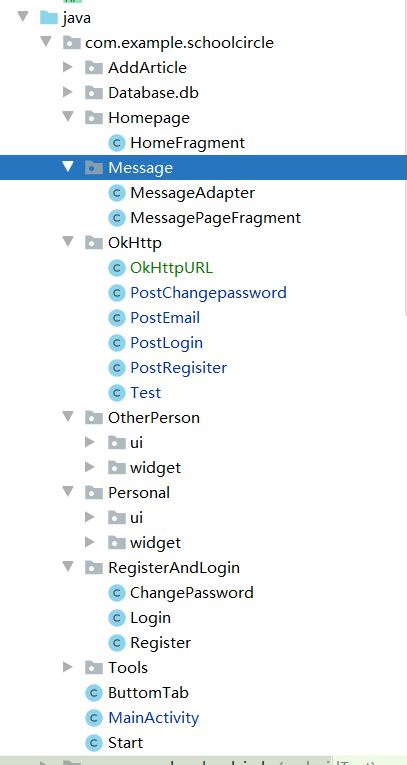 java
com.example.schoolcircle
AddArticle
Database.db
Homepage
HomeFragment
Message
MessageAdapter
MessagePageFragment
OkHttp
OkHttpURL
PostChangepassword
PostEmail
PostLogin
PostRegisiter
Test
OtherPerson
ui
widget
Personal
ui
widget
RegisterAndLogin
ChangePassword
Login
Register
Tools
ButtomTab
MainActivity
Start